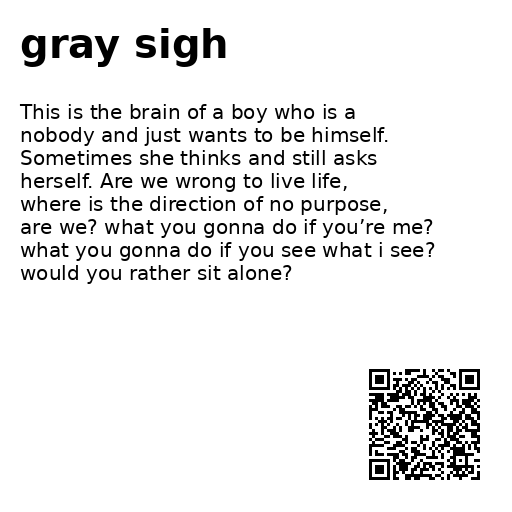 gray sigh
This is the brain of a boy who is a
nobody and just wants to be himself.
Sometimes she thinks and still asks
herself. Are we wrong to live life,
where is the direction of no purpose,
are we? what you gonna do if you’re me?
what you gonna do if you see what i see?
would you rather sit alone?